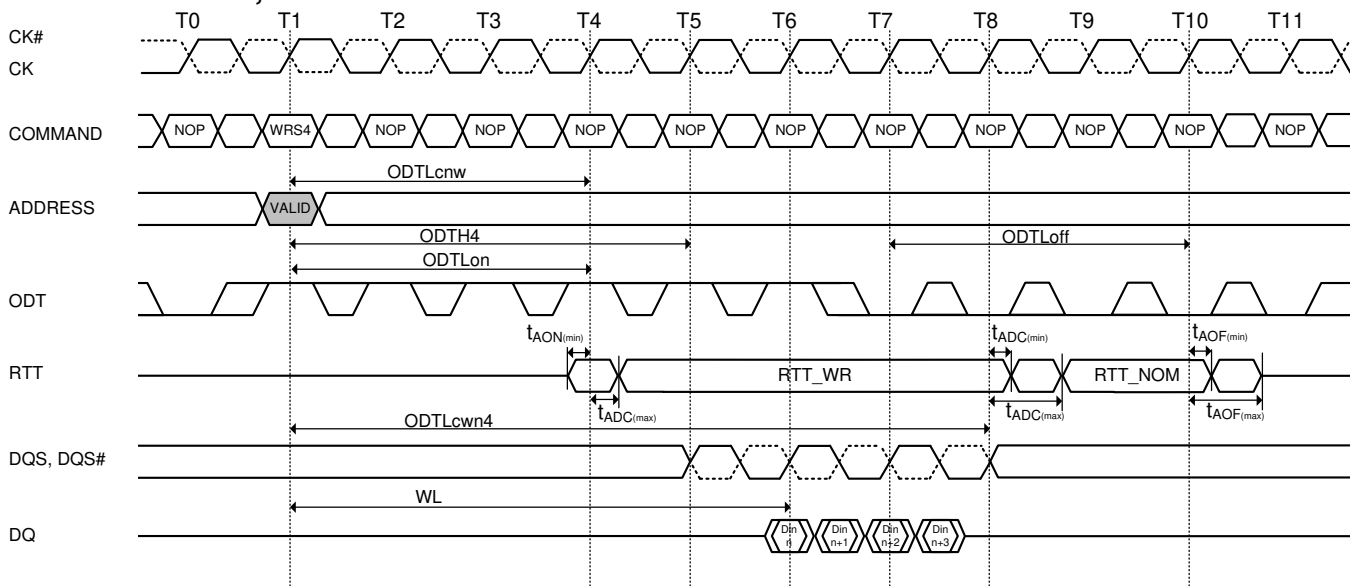 T0 T1 T2 T3 T4 T5 T6 T7 T8 T9 T10 T11
CK#
CK
COMMAND NOP WRS4 NOP NOP NOP NOP NOP NOP NOP NOP NOP NOP
ODTLcnw
ADDRESS VALID
ODTH4 ODTLoff
ODTLon
ODT
tAON(min) tADC(min) tAOF(min)
RTT RTT_WR RTT_NOM
tADC(max) tADC(max) tAOF(max)
ODTLcwn4
DQS, DQS#
WL
DQ Din n Din n+1 Din n+2 Din n+3